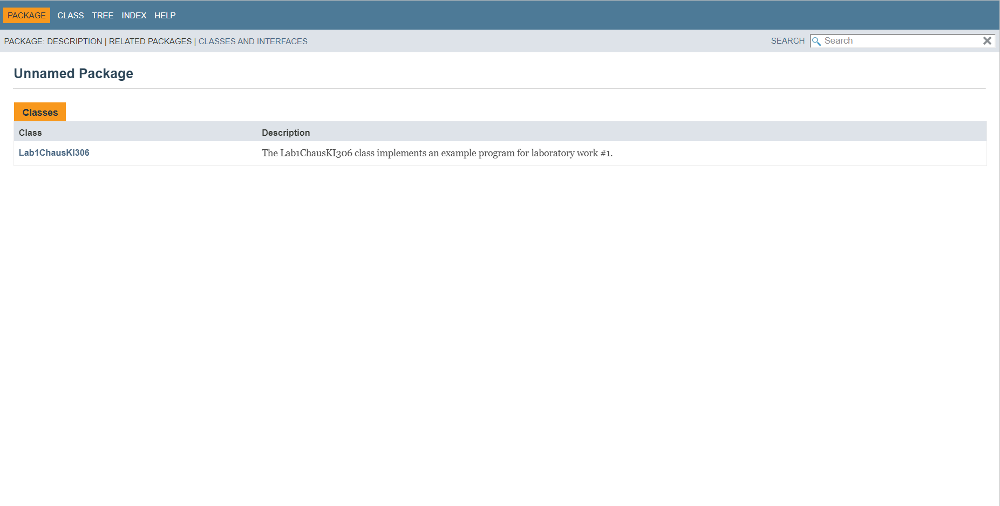 PACKAGE CLASS TREE INDEX HELP
PACKAGE: DESCRIPTION | RELATED PACKAGES | CLASSES AND INTERFACES SEARCH Search
Unnamed Package
Classes
Class Description
Lab1ChausKI306 The Lab1ChausKI306 class implements an example program for laboratory work #1.